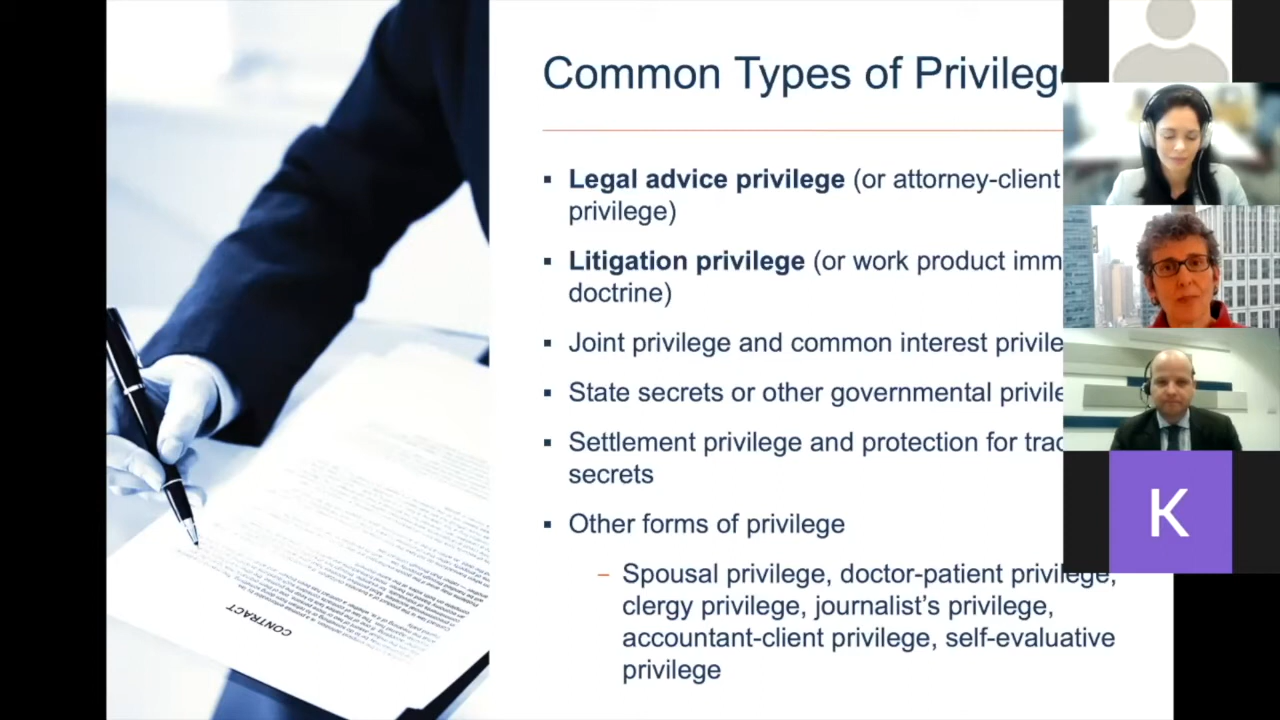 Common Types of Privileg
Legal advice privilege (or attorney-client
privilege)
Litigation privilege (or work product imm
doctrine)
Joint privilege and common interest privile
State secrets or other governmental privile
Settlement privilege and protection for trad
secrets
Other forms of privilege
– Spousal privilege, doctor-patient privilege,
clergy privilege, journalist's privilege,
accountant-client privilege, self-evaluative
privilege
CONTRACT
K